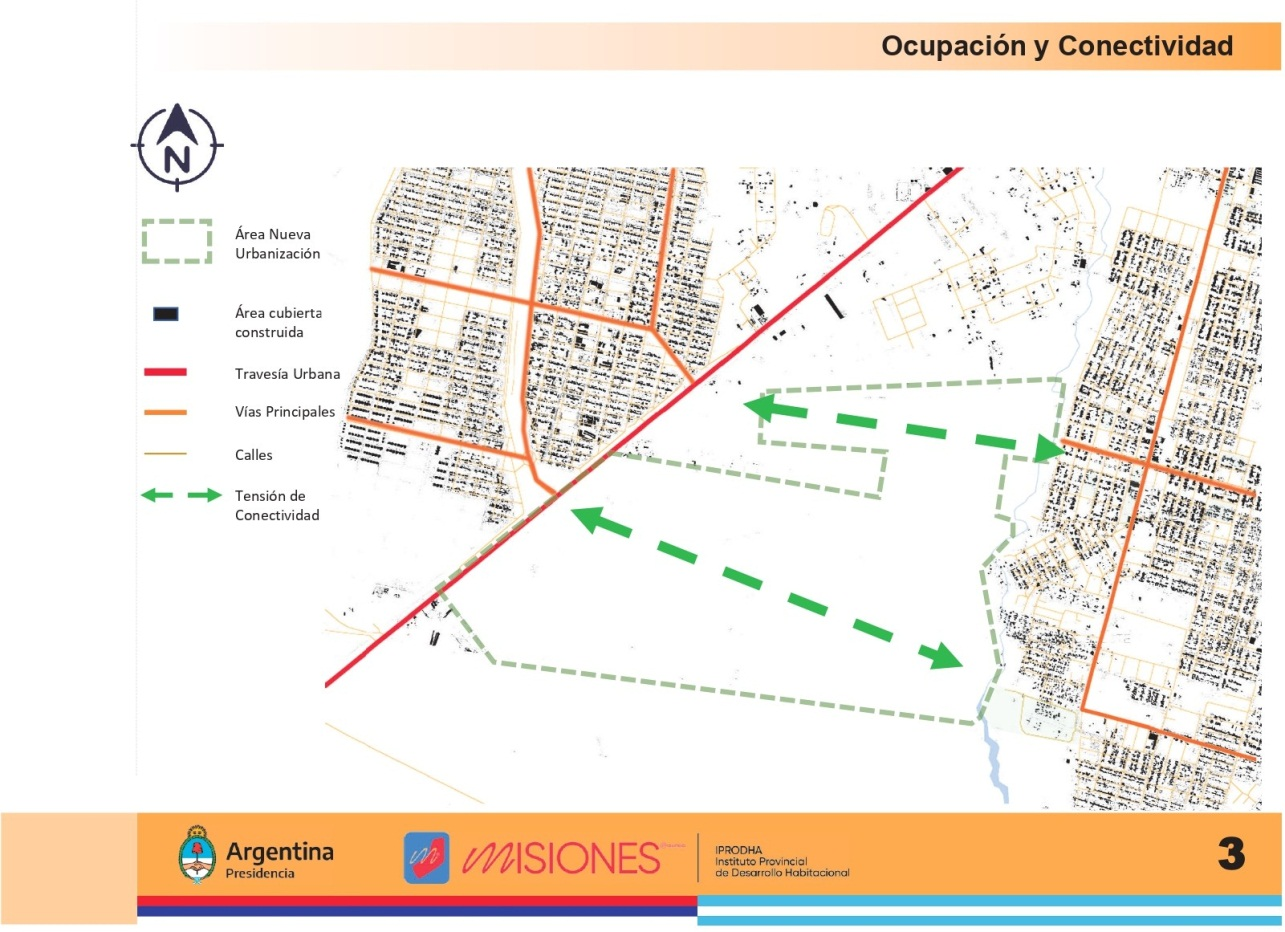 Ocupación y Conectividad
N
Área Nueva
Urbanización
Área cubierta
construida
Travesía Urbana
Vías Principales
Calles
Tensión de
Conectividad
Argentina
Presidencia
MISIONES
IPRODHA
Instituto Provincial
de Desarrollo Habitacional
3